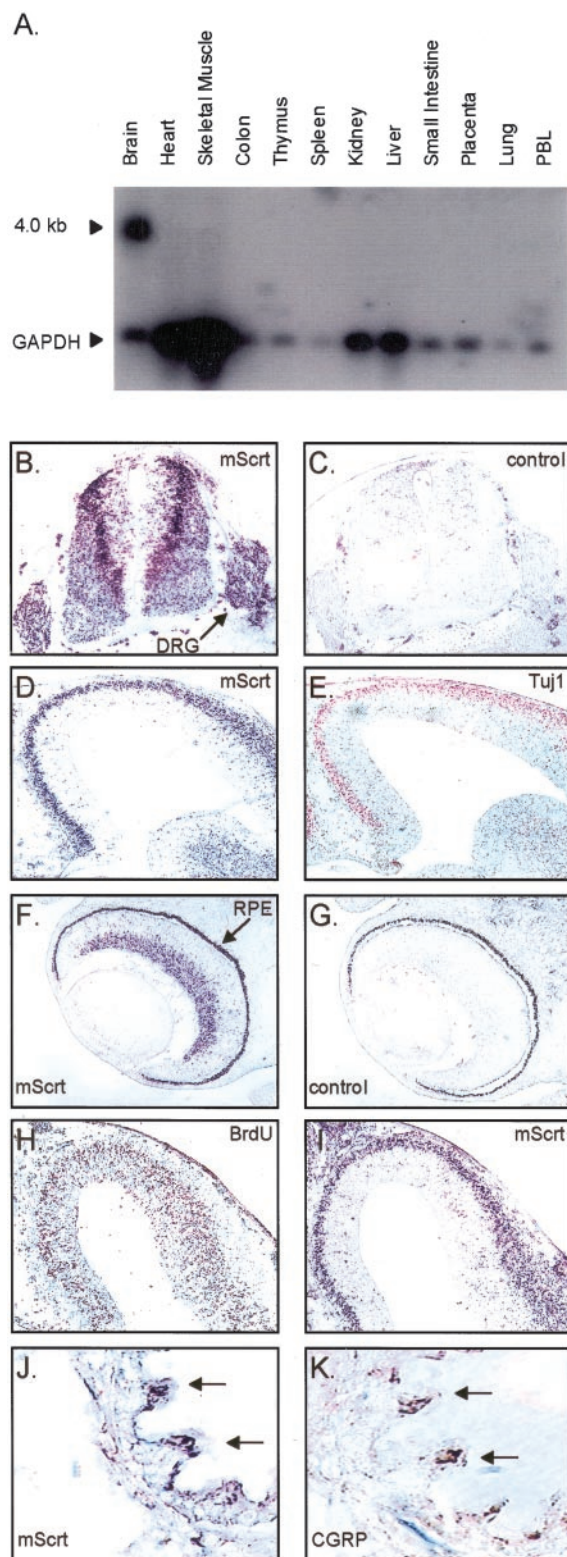 A.
Brain
Heart
Skeletal Muscle
Colon
Thymus
Spleen
Kidney
Liver
Small Intestine
Placenta
Lung
PBL
4.0 kb
GAPDH
B.
mScrt
DRG
C.
control
D.
mScrt
E.
Tuj1
F.
RPE
mScrt
G.
control
H.
BrdU
I.
mScrt
J.
mScrt
K.
CGRP